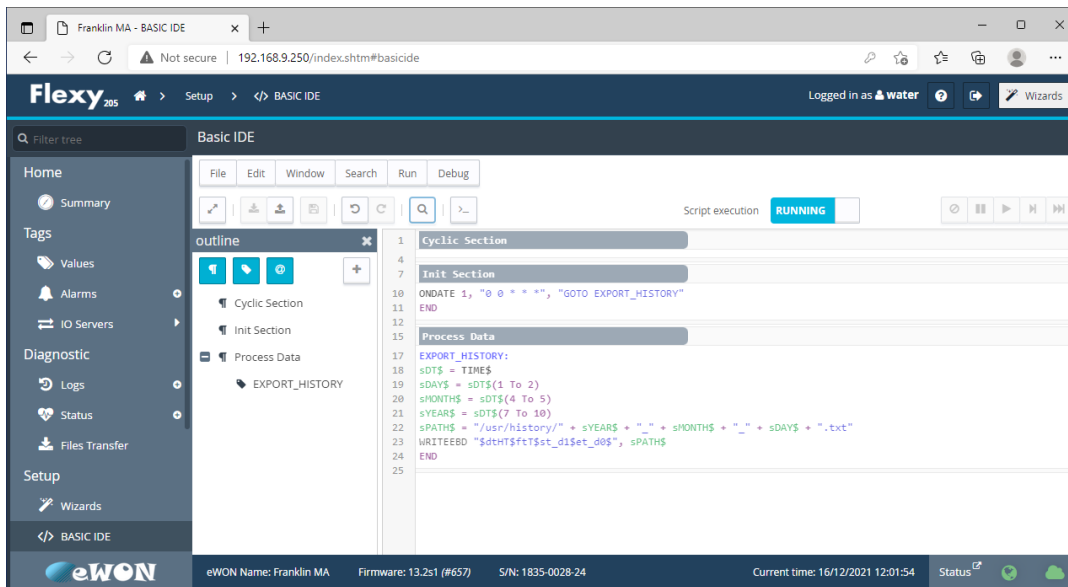 Franklin MA - BASIC IDE
Not secure | 192.168.9.250/index.shtm#basicide
Flexy 205 > Setup > </> BASIC IDE
Logged in as water
Wizards
Filter tree
Basic IDE
Home
Summary
Tags
Values
Alarms
IO Servers
Diagnostic
Logs
Status
Files Transfer
Setup
Wizards
</> BASIC IDE
eWON
File Edit Window Search Run Debug
Script execution RUNNING
outline
Cyclic Section
Init Section
Process Data
EXPORT_HISTORY
1 Cyclic Section
4
7 Init Section
10 ONDATE 1, "0 0 * * *", "GOTO EXPORT_HISTORY"
11 END
12
15 Process Data
17 EXPORT_HISTORY:
18 sDT$ = TIME$
19 sDAY$ = sDT$(1 To 2)
20 sMONTH$ = sDT$(4 To 5)
21 sYEAR$ = sDT$(7 To 10)
22 sPATH$ = "/usr/history/" + sYEAR$ + "_" + sMONTH$ + "_" + sDAY$ + ".txt"
23 WRITEEBD "$dtHT$ftT$st_d1$et_d0$", sPATH$
24 END
25
eWON Name: Franklin MA Firmware: 13.2s1 (#657) S/N: 1835-0028-24 Current time: 16/12/2021 12:01:54 Status